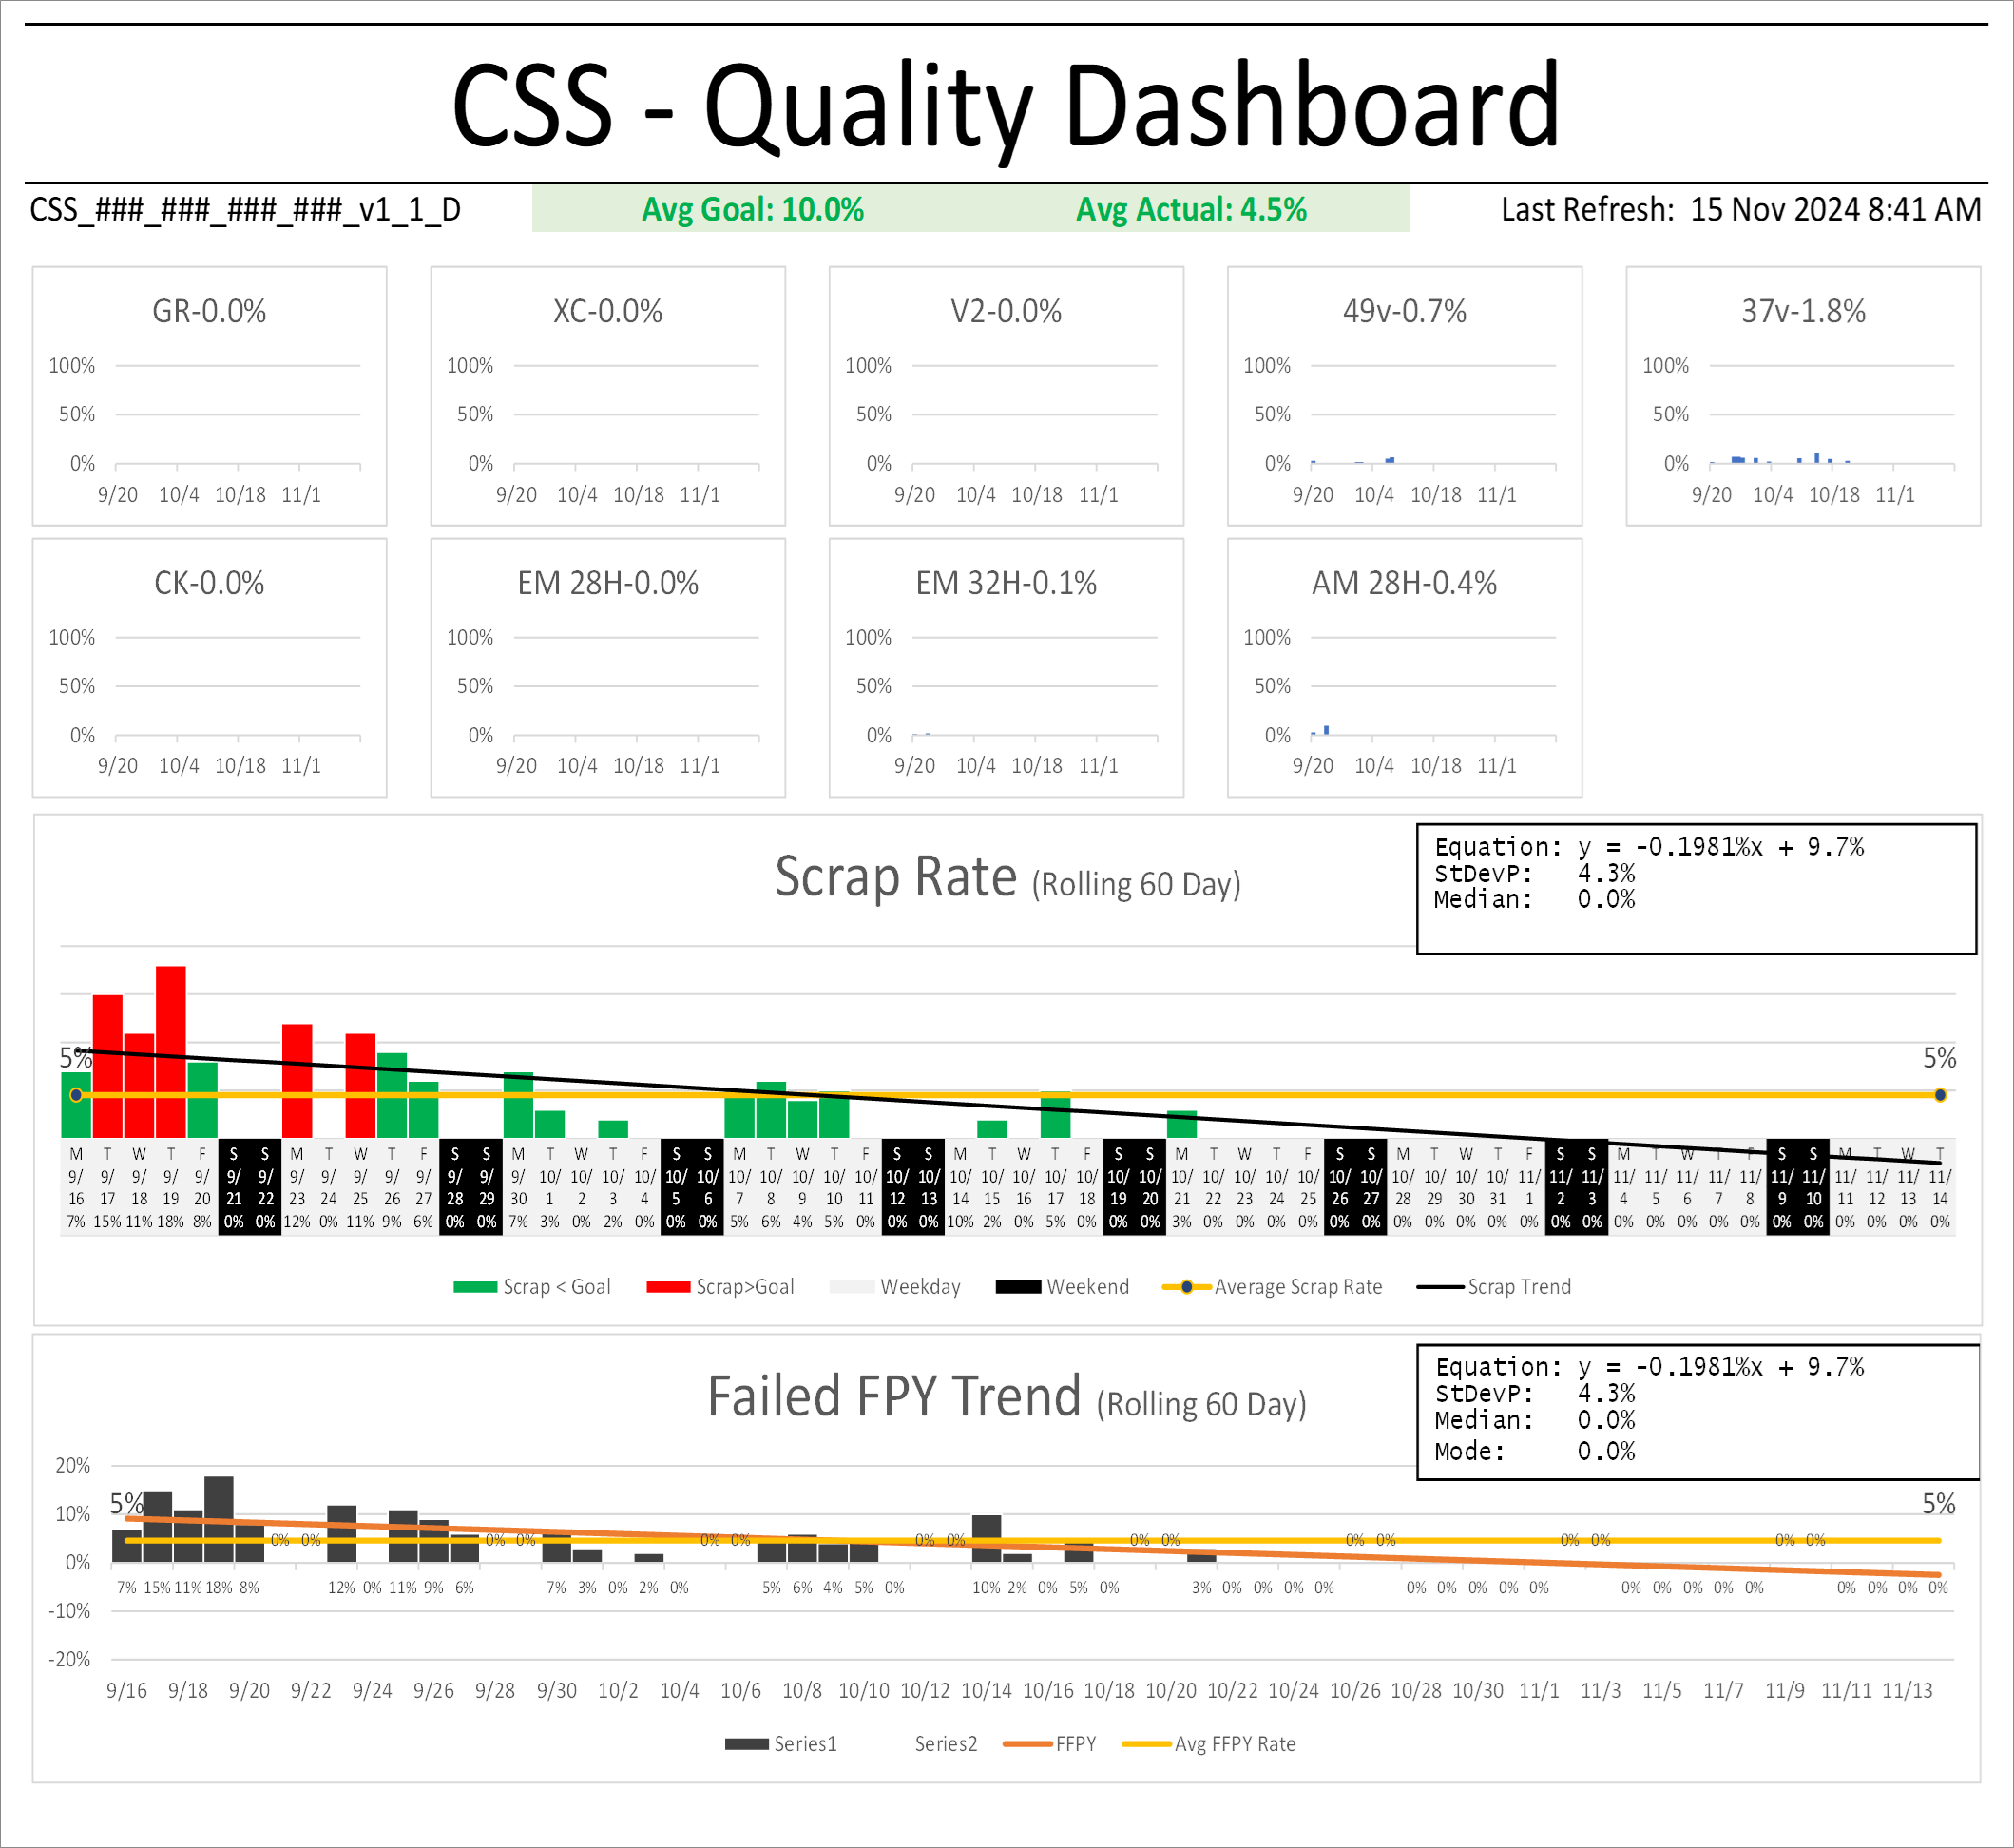 CSS - Quality Dashboard
CSS_###_###_###_###_v1_1_D Avg Goal: 10.0% Avg Actual: 4.5% Last Refresh: 15 Nov 2024 8:41 AM
GR-0.0% XC-0.0% V2-0.0% 49v-0.7% 37v-1.8%
100% 100% 100% 100% 100%
50% 50% 50% 50% 50%
0% 0% 0% 0% 0%
9/20 10/4 10/18 11/1 9/20 10/4 10/18 11/1 9/20 10/4 10/18 11/1 9/20 10/4 10/18 11/1 9/20 10/4 10/18 11/1
CK-0.0% EM 28H-0.0% EM 32H-0.1% AM 28H-0.4%
100% 100% 100% 100%
50% 50% 50% 50%
0% 0% 0% 0%
9/20 10/4 10/18 11/1 9/20 10/4 10/18 11/1 9/20 10/4 10/18 11/1 9/20 10/4 10/18 11/1
Scrap Rate (Rolling 60 Day)
Equation: y = -0.1981%x + 9.7%
StDevP: 4.3%
Median: 0.0%
5% 5%
M T W T F S S M T W T F S S M T W T F S S M T W T F S S M T W T F S S M T W T F S S M T W T F S S M T W T F S S M T W T
9/ 9/ 9/ 9/ 9/ 9/ 9/ 9/ 9/ 9/ 9/ 9/ 9/ 9/ 9/ 10/ 10/ 10/ 10/ 10/ 10/ 10/ 10/ 10/ 10/ 10/ 10/ 10/ 10/ 10/ 10/ 10/ 10/ 10/ 10/ 10/ 10/ 10/ 10/ 10/ 10/ 10/ 10/ 10/ 10/ 10/ 11/ 11/ 11/ 11/ 11/ 11/ 11/ 11/ 11/ 11/ 11/ 11/ 11/ 11/
16 17 18 19 20 21 22 23 24 25 26 27 28 29 30 1 2 3 4 5 6 7 8 9 10 11 12 13 14 15 16 17 18 19 20 21 22 23 24 25 26 27 28 29 30 31 1 2 3 4 5 6 7 8 9 10 11 12 13 14
7% 15% 11% 18% 8% 0% 0% 12% 0% 11% 9% 6% 0% 0% 7% 3% 0% 2% 0% 0% 0% 5% 6% 4% 5% 0% 0% 0% 10% 2% 0% 5% 0% 0% 0% 3% 0% 0% 0% 0% 0% 0% 0% 0% 0% 0% 0% 0% 0% 0% 0% 0% 0% 0% 0% 0% 0% 0% 0% 0%
Scrap < Goal Scrap>Goal Weekday Weekend Average Scrap Rate Scrap Trend
Failed FPY Trend (Rolling 60 Day)
Equation: y = -0.1981%x + 9.7%
StDevP: 4.3%
Median: 0.0%
Mode: 0.0%
20%
10% 5% 5%
0% 0% 0% 0% 0% 0% 0% 0% 0% 0% 0% 0% 0% 0% 0% 0%
0%
7% 15% 11% 18% 8% 12% 0% 11% 9% 6% 7% 3% 0% 2% 0% 5% 6% 4% 5% 0% 10% 2% 0% 5% 0% 3% 0% 0% 0% 0% 0% 0% 0% 0% 0% 0% 0% 0% 0% 0% 0% 0% 0% 0%
-10%
-20%
9/16 9/18 9/20 9/22 9/24 9/26 9/28 9/30 10/2 10/4 10/6 10/8 10/10 10/12 10/14 10/16 10/18 10/20 10/22 10/24 10/26 10/28 10/30 11/1 11/3 11/5 11/7 11/9 11/11 11/13
Series1 Series2 FFPY Avg FFPY Rate